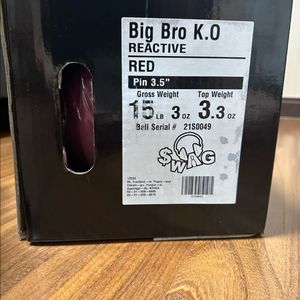 Big Bro K.O
REACTIVE
RED
Pin 3.5"
Gross Weight Top Weight
15 LB 3 OZ 3.3 OZ
Ball Serial # 21S0049
$WAG